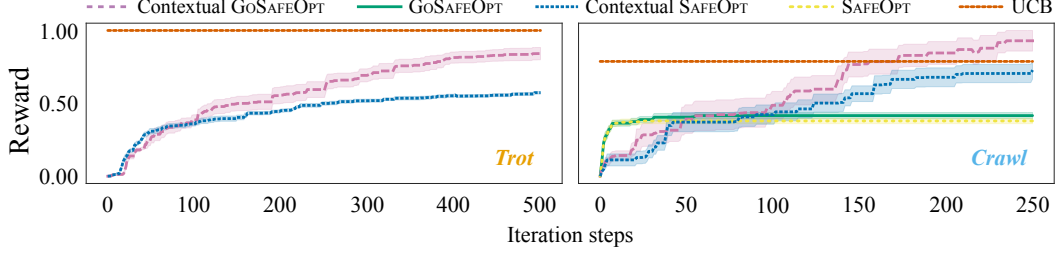 Contextual GOSAFEOPT GOSAFEOPT Contextual SAFEOPT SAFEOPT UCB
Reward
1.00
0.50
0.00
Trot
Crawl
0 100 200 300 400 500 0 50 100 150 200 250
Iteration steps